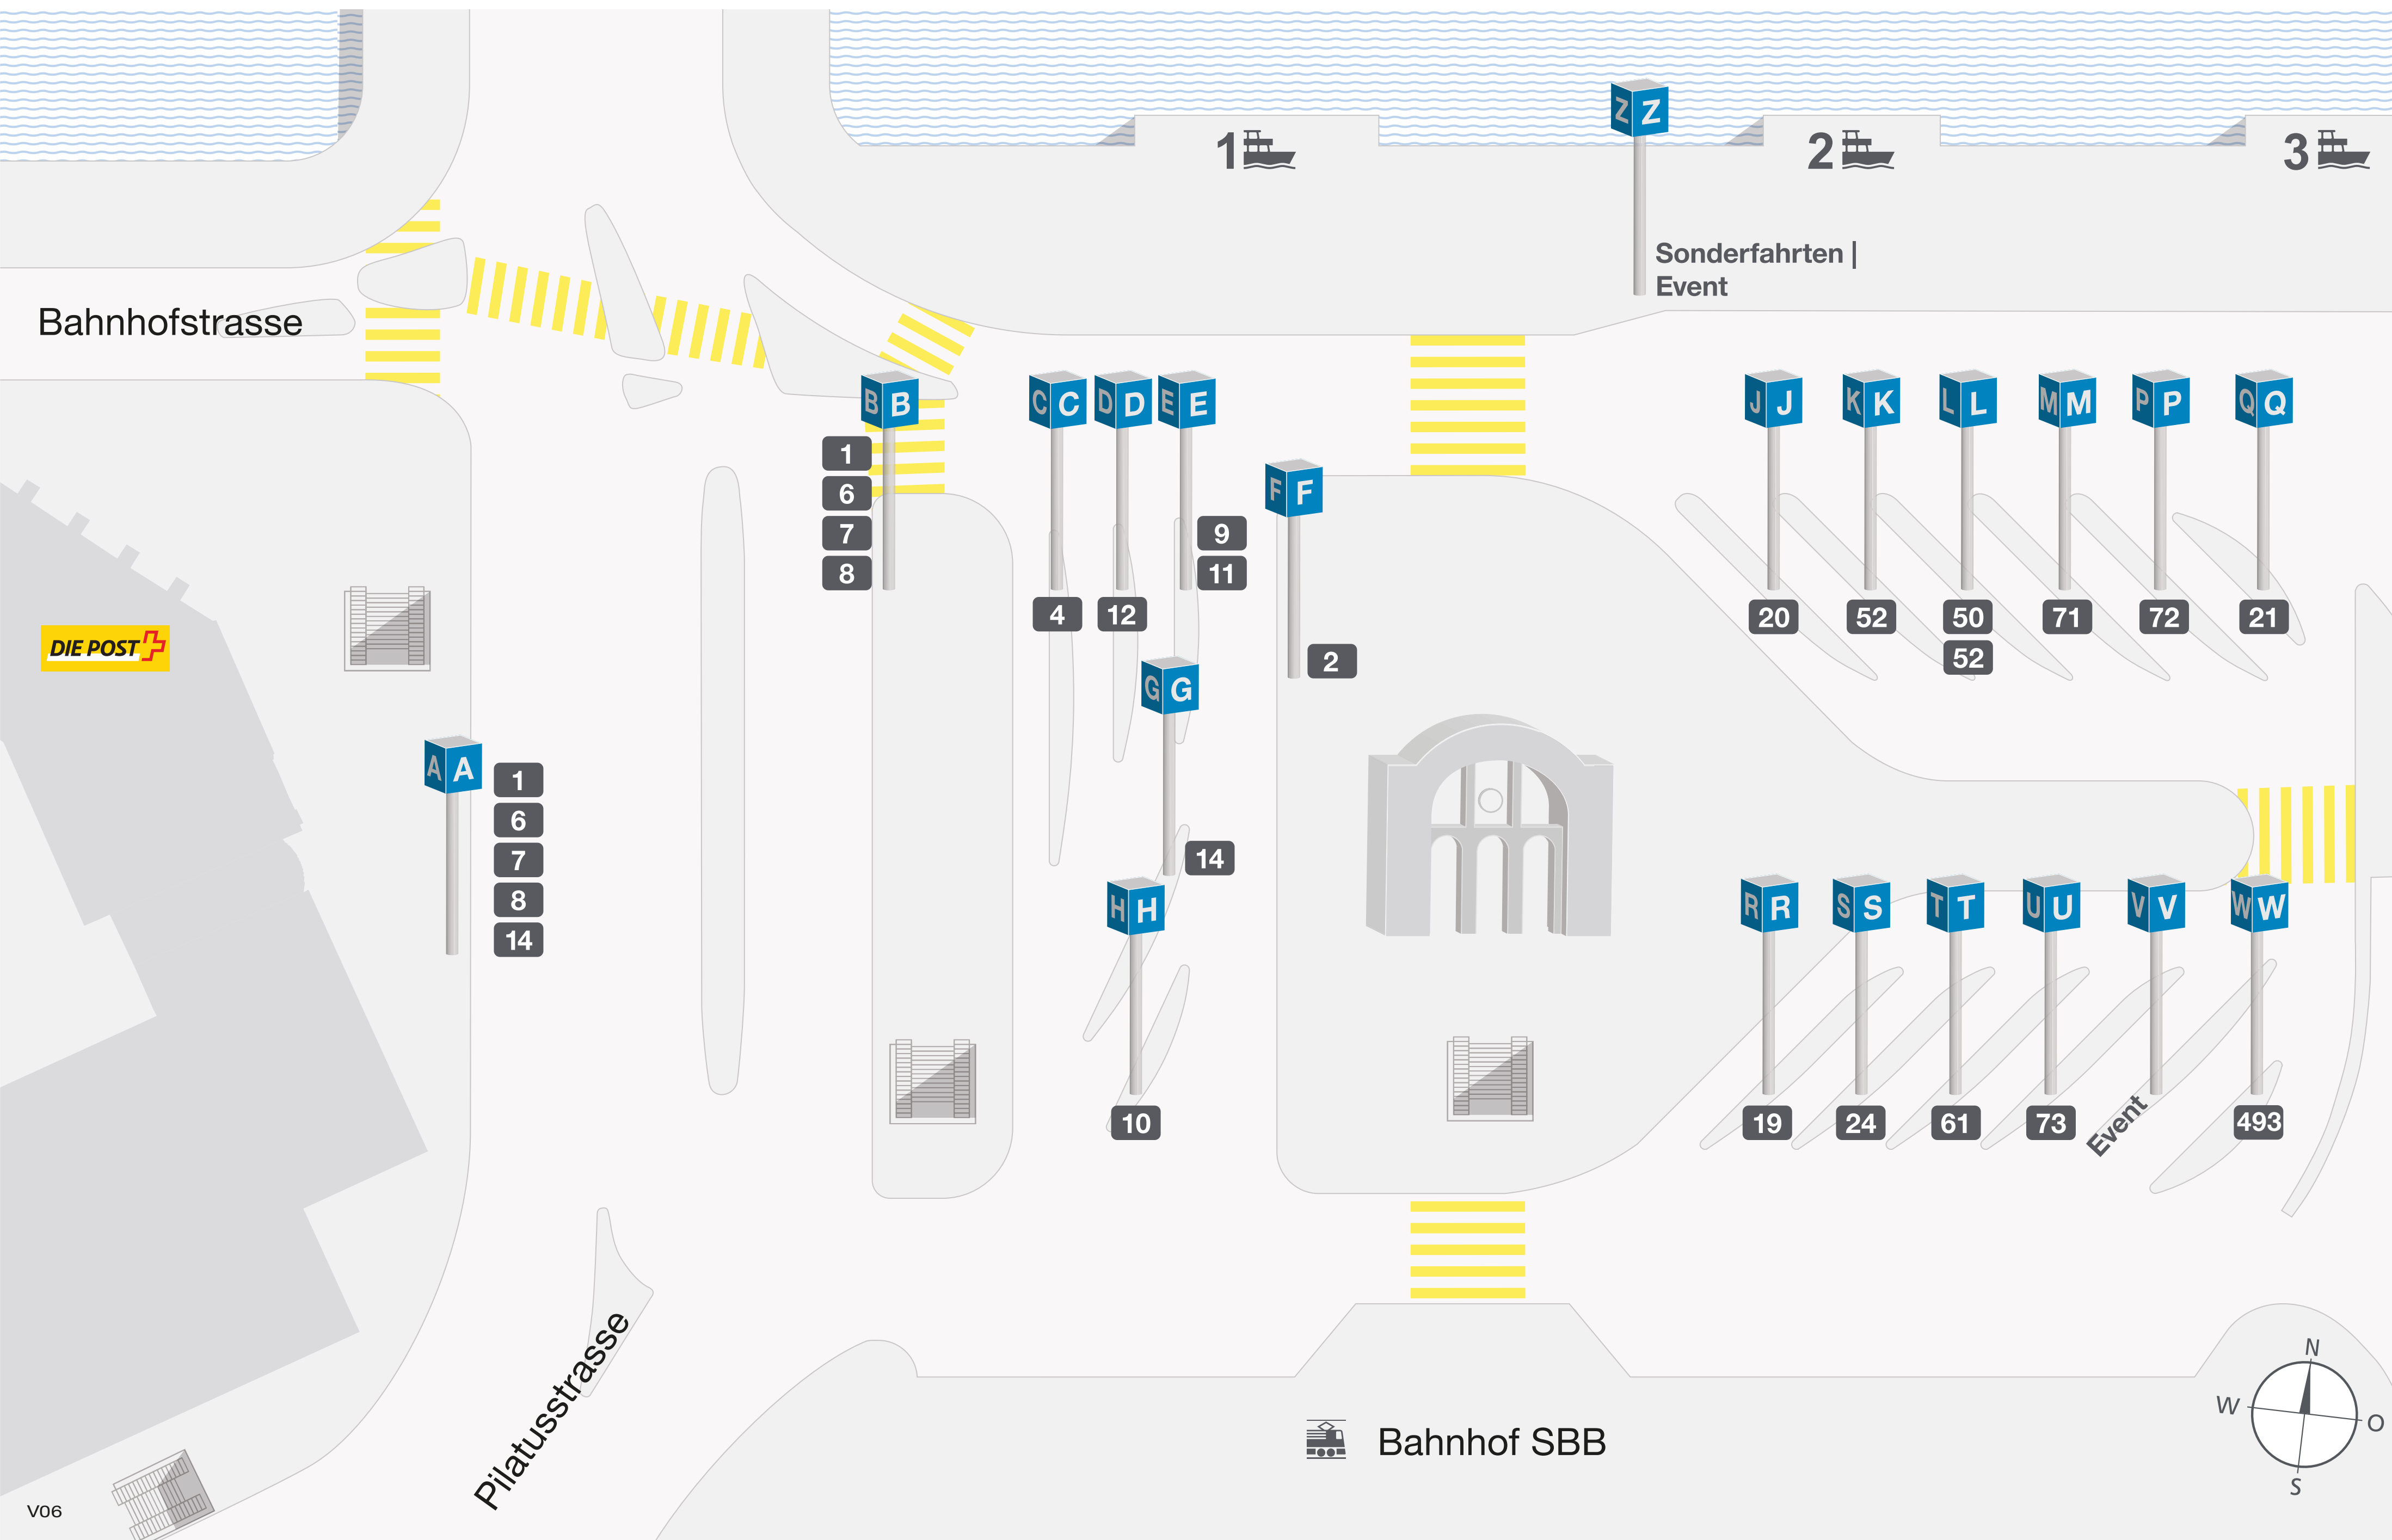 Z Z
1
2
3
Sonderfahrten |
Event
Bahnhofstrasse
B B
1
6
7
8
C C
4
D D
12
E E
9
11
F F
2
J J
20
K K
52
L L
50
52
M M
71
P P
72
Q Q
21
DIE POST
A A
1
6
7
8
14
G G
14
H H
10
R R
19
S S
24
T T
61
U U
73
V V
Event
W W
493
Pilatusstrasse
Bahnhof SBB
N
W
O
S
V06